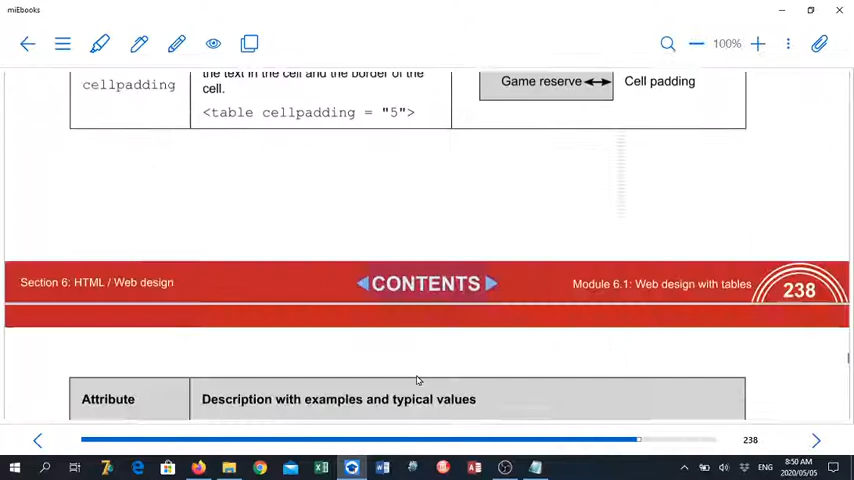 miEbooks
100%
the text in the cell and the border of the
cellpadding
cell.
<table cellpadding = "5">
Game reserve
Cell padding
Section 6: HTML / Web design
CONTENTS
Module 6.1: Web design with tables
238
Attribute
Description with examples and typical values
238
ENG
8:50 AM
2020/05/05